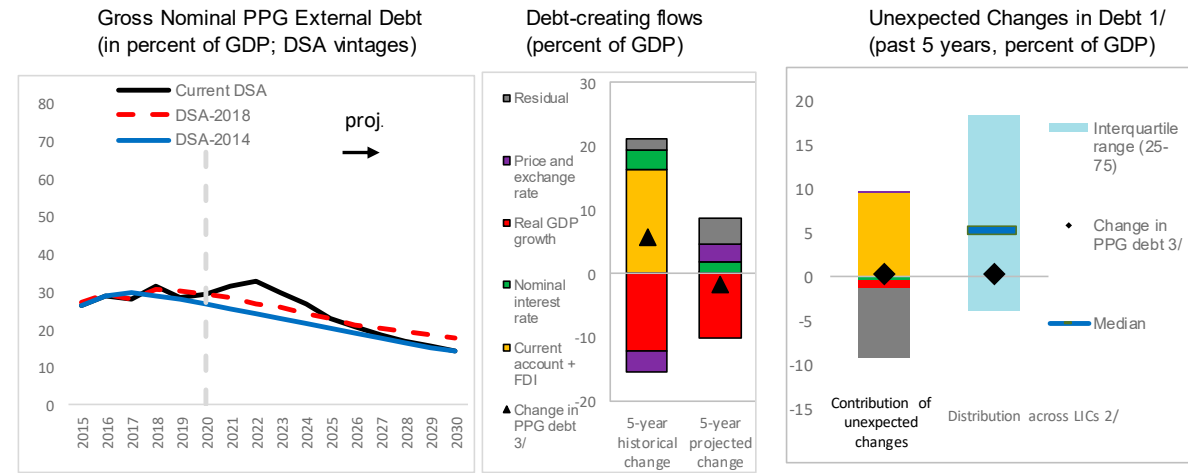 Gross Nominal PPG External Debt
(in percent of GDP; DSA vintages)
Current DSA
DSA-2018
DSA-2014
proj.
80
70
60
50
40
30
20
10
0
2015
2016
2017
2018
2019
2020
2021
2022
2023
2024
2025
2026
2027
2028
2029
2030
Debt-creating flows
(percent of GDP)
Residual
Price and
exchange
rate
Real GDP
growth
Nominal
interest
rate
Current
account +
FDI
Change in
PPG debt
3/
30
20
10
0
-10
-20
5-year
historical
change
5-year
projected
change
Unexpected Changes in Debt 1/
(past 5 years, percent of GDP)
20
15
10
5
0
-5
-10
-15
Interquartile
range (25-
75)
Change in
PPG debt 3/
Median
Contribution of
unexpected
changes
Distribution across LICs 2/